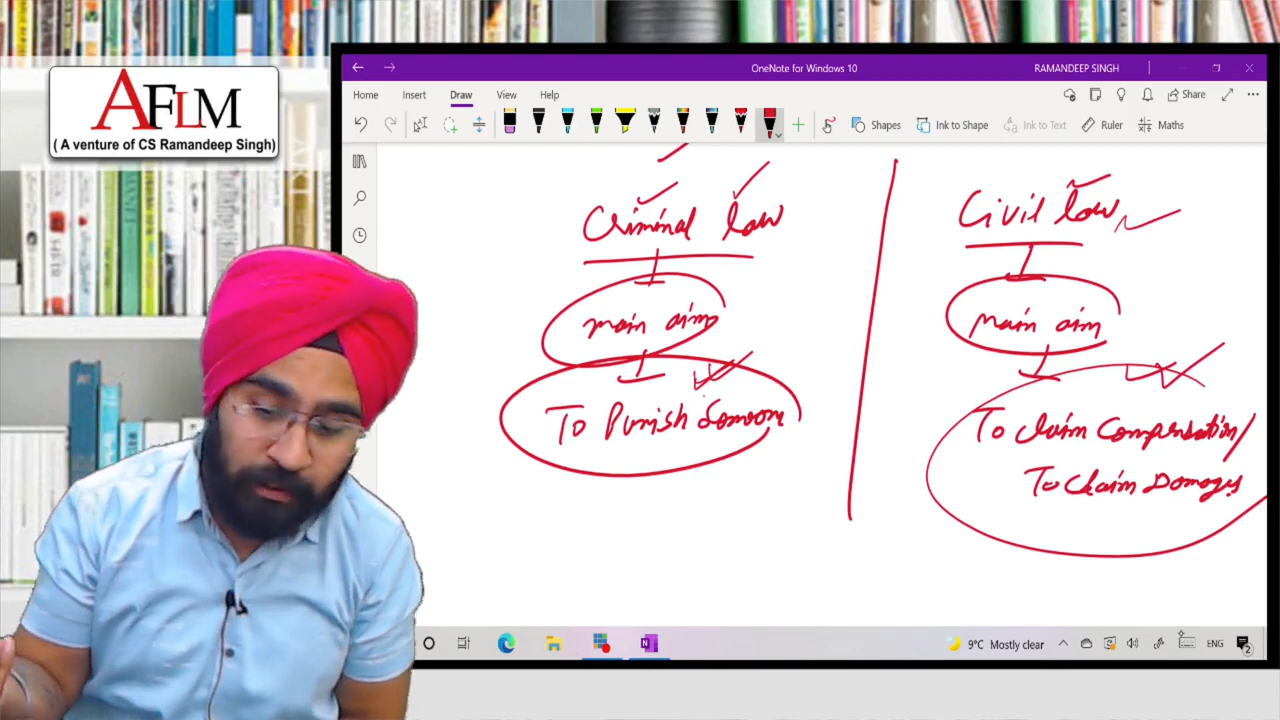 AFLM
( A venture of CS Ramandeep Singh)
OneNote for Windows 10
RAMANDEEP SINGH
Home
Insert
Draw
View
Help
Share
Shapes
Ink to Shape
Ink to Text
Ruler
Maths
Criminal law
main aim
To Punish Someone
Civil law
main aim
To Claim Compensation/
To Claim Damages
9°C Mostly clear
ENG
2